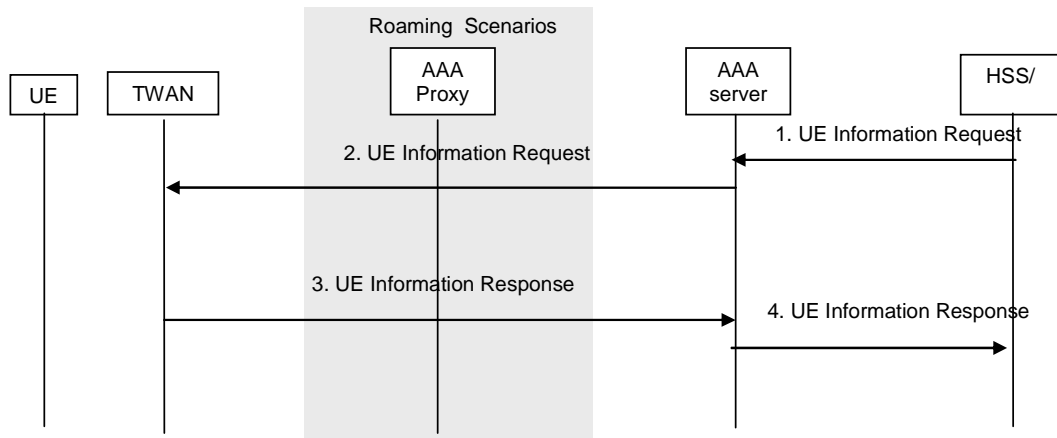 Roaming Scenarios
UE
TWAN
AAA
Proxy
AAA
server
HSS/
1. UE Information Request
2. UE Information Request
3. UE Information Response
4. UE Information Response